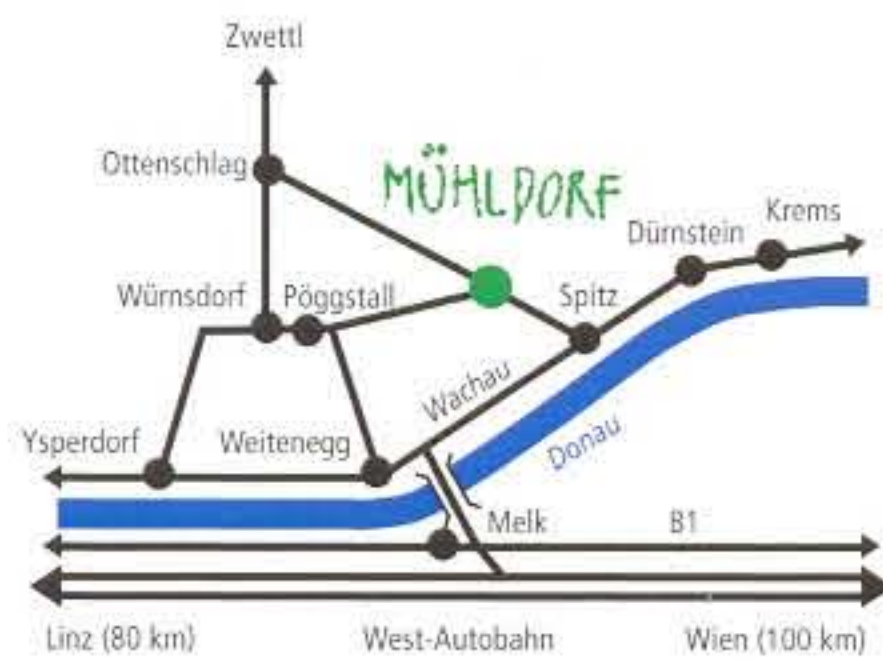 Zwettl
Ottenschlag
MÜHLDORF
Dürnstein
Krems
Würnsdorf
Pöggstall
Spitz
Wachau
Donau
Ysperdorf
Weitenegg
Melk
B1
Linz (80 km)
West-Autobahn
Wien (100 km)